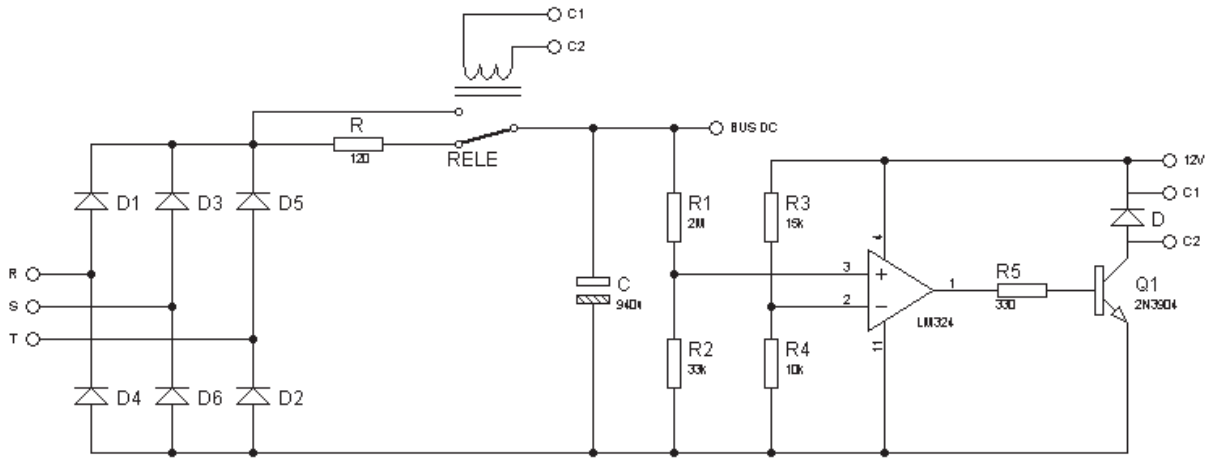 C1
C2
R
120
RELE
BUS DC
12V
D1
D3
D5
R1
2M
R3
15k
4
C1
D
C2
R
S
T
C
940u
3
+
2
−
1
LM324
11
R5
330
Q1
2N3904
R2
33k
R4
10k
D4
D6
D2